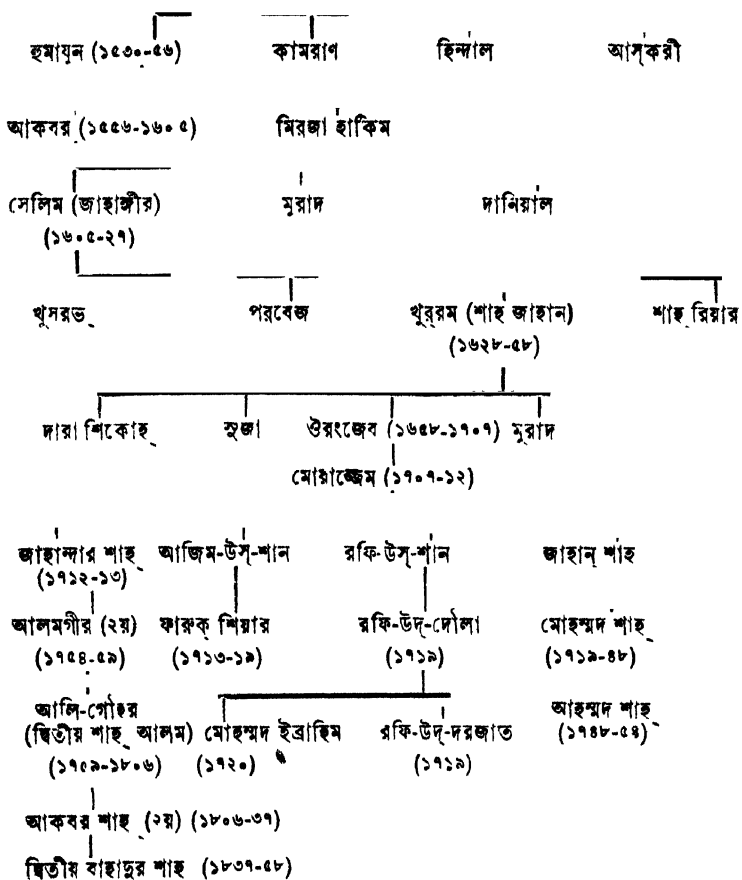 হুমায়ুন (১৫৩০-৫৬) কামরাণ হিন্দাল আস্করী
আকবর (১৫৫৬-১৬০৫) মিরজা হাকিম
সেলিম (জাহাঙ্গীর) মুরাদ দানিয়াল
(১৬০৫-২৭)
খুসরভ্ পরবেজ খুর্রম (শাহ্ জাহান) শাহ্ রিয়ার
(১৬২৮-৫৮)
দারা শিকোহ্ সুজা ঔরংজেব (১৬৫৮-১৭০৭) মুরাদ
মোয়াজ্জেম (১৭০৭-১২)
জাহান্দার শাহ্ আজিম-উস্-শান রফি-উস্-শান জাহান্ শাহ
(১৭১২-১৩)
আলমগীর (২য়) ফারুক্ শিয়ার রফি-উদ্-দৌলা মোহম্মদ শাহ্
(১৭৫৪-৫৯) (১৭১৩-১৯) (১৭১৯) (১৭১৯-৪৮)
আলি-গৌহর আহম্মদ শাহ্
(দ্বিতীয় শাহ্ আলম) মোহম্মদ ইব্রাহিম রফি-উদ্-দরজাত (১৭৪৮-৫৪)
(১৭৫৯-১৮০৬) (১৭২০) (১৭১৯)
আকবর শাহ্ (২য়) (১৮০৬-৩৭)
দ্বিতীয় বাহাদুর শাহ্ (১৮৩৭-৫৮)